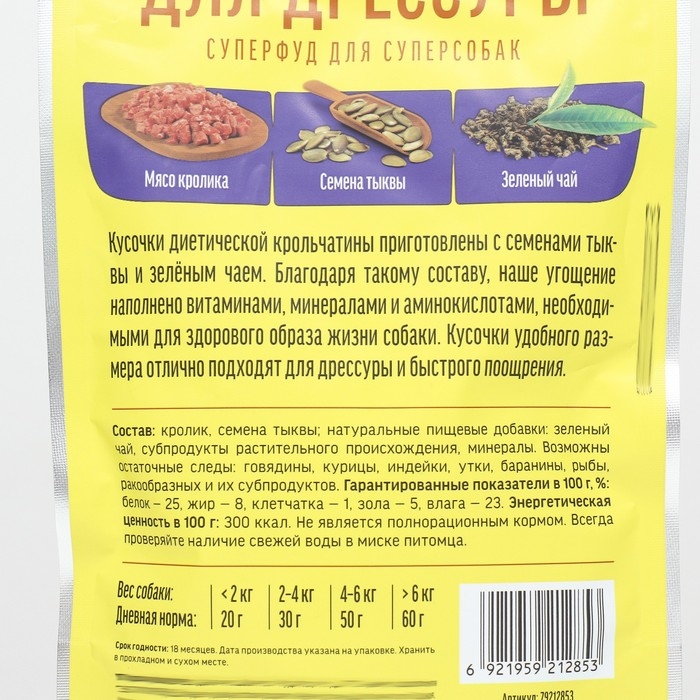 ДЛЯ ДРЕССУРЫ
СУПЕРФУД ДЛЯ СУПЕРСОБАК
Мясо кролика
Семена тыквы
Зеленый чай
Кусочки диетической крольчатины приготовлены с семенами тык-
вы и зелёным чаем. Благодаря такому составу, наше угощение
наполнено витаминами, минералами и аминокислотами, необходи-
мыми для здорового образа жизни собаки. Кусочки удобного раз-
мера отлично подходят для дрессуры и быстрого поощрения.
Состав: кролик, семена тыквы; натуральные пищевые добавки: зеленый
чай, субпродукты растительного происхождения, минералы. Возможны
остаточные следы: говядины, курицы, индейки, утки, баранины, рыбы,
ракообразных и их субпродуктов. Гарантированные показатели в 100 г, %:
белок – 25, жир – 8, клетчатка – 1, зола – 5, влага – 23. Энергетическая
ценность в 100 г: 300 ккал. Не является полнорационным кормом. Всегда
проверяйте наличие свежей воды в миске питомца.
Вес собаки: < 2 кг 2–4 кг 4–6 кг > 6 кг
Дневная норма: 20 г 30 г 50 г 60 г
Срок годности: 18 месяцев. Дата производства указана на упаковке. Хранить
в прохладном и сухом месте.
6 921959 212853
Артикул: 79212853